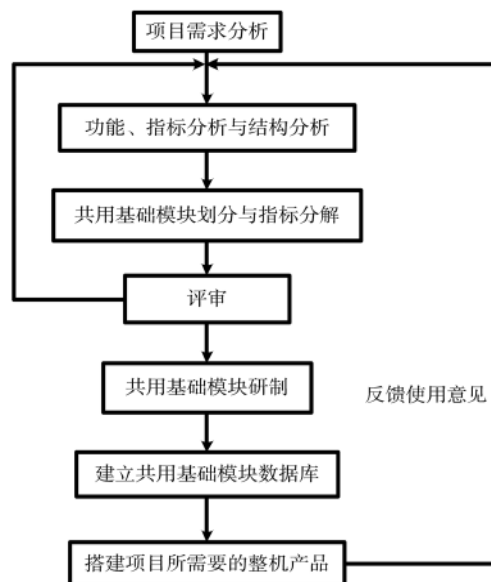 项目需求分析
功能、指标分析与结构分析
共用基础模块划分与指标分解
评审
共用基础模块研制
反馈使用意见
建立共用基础模块数据库
搭建项目所需要的整机产品